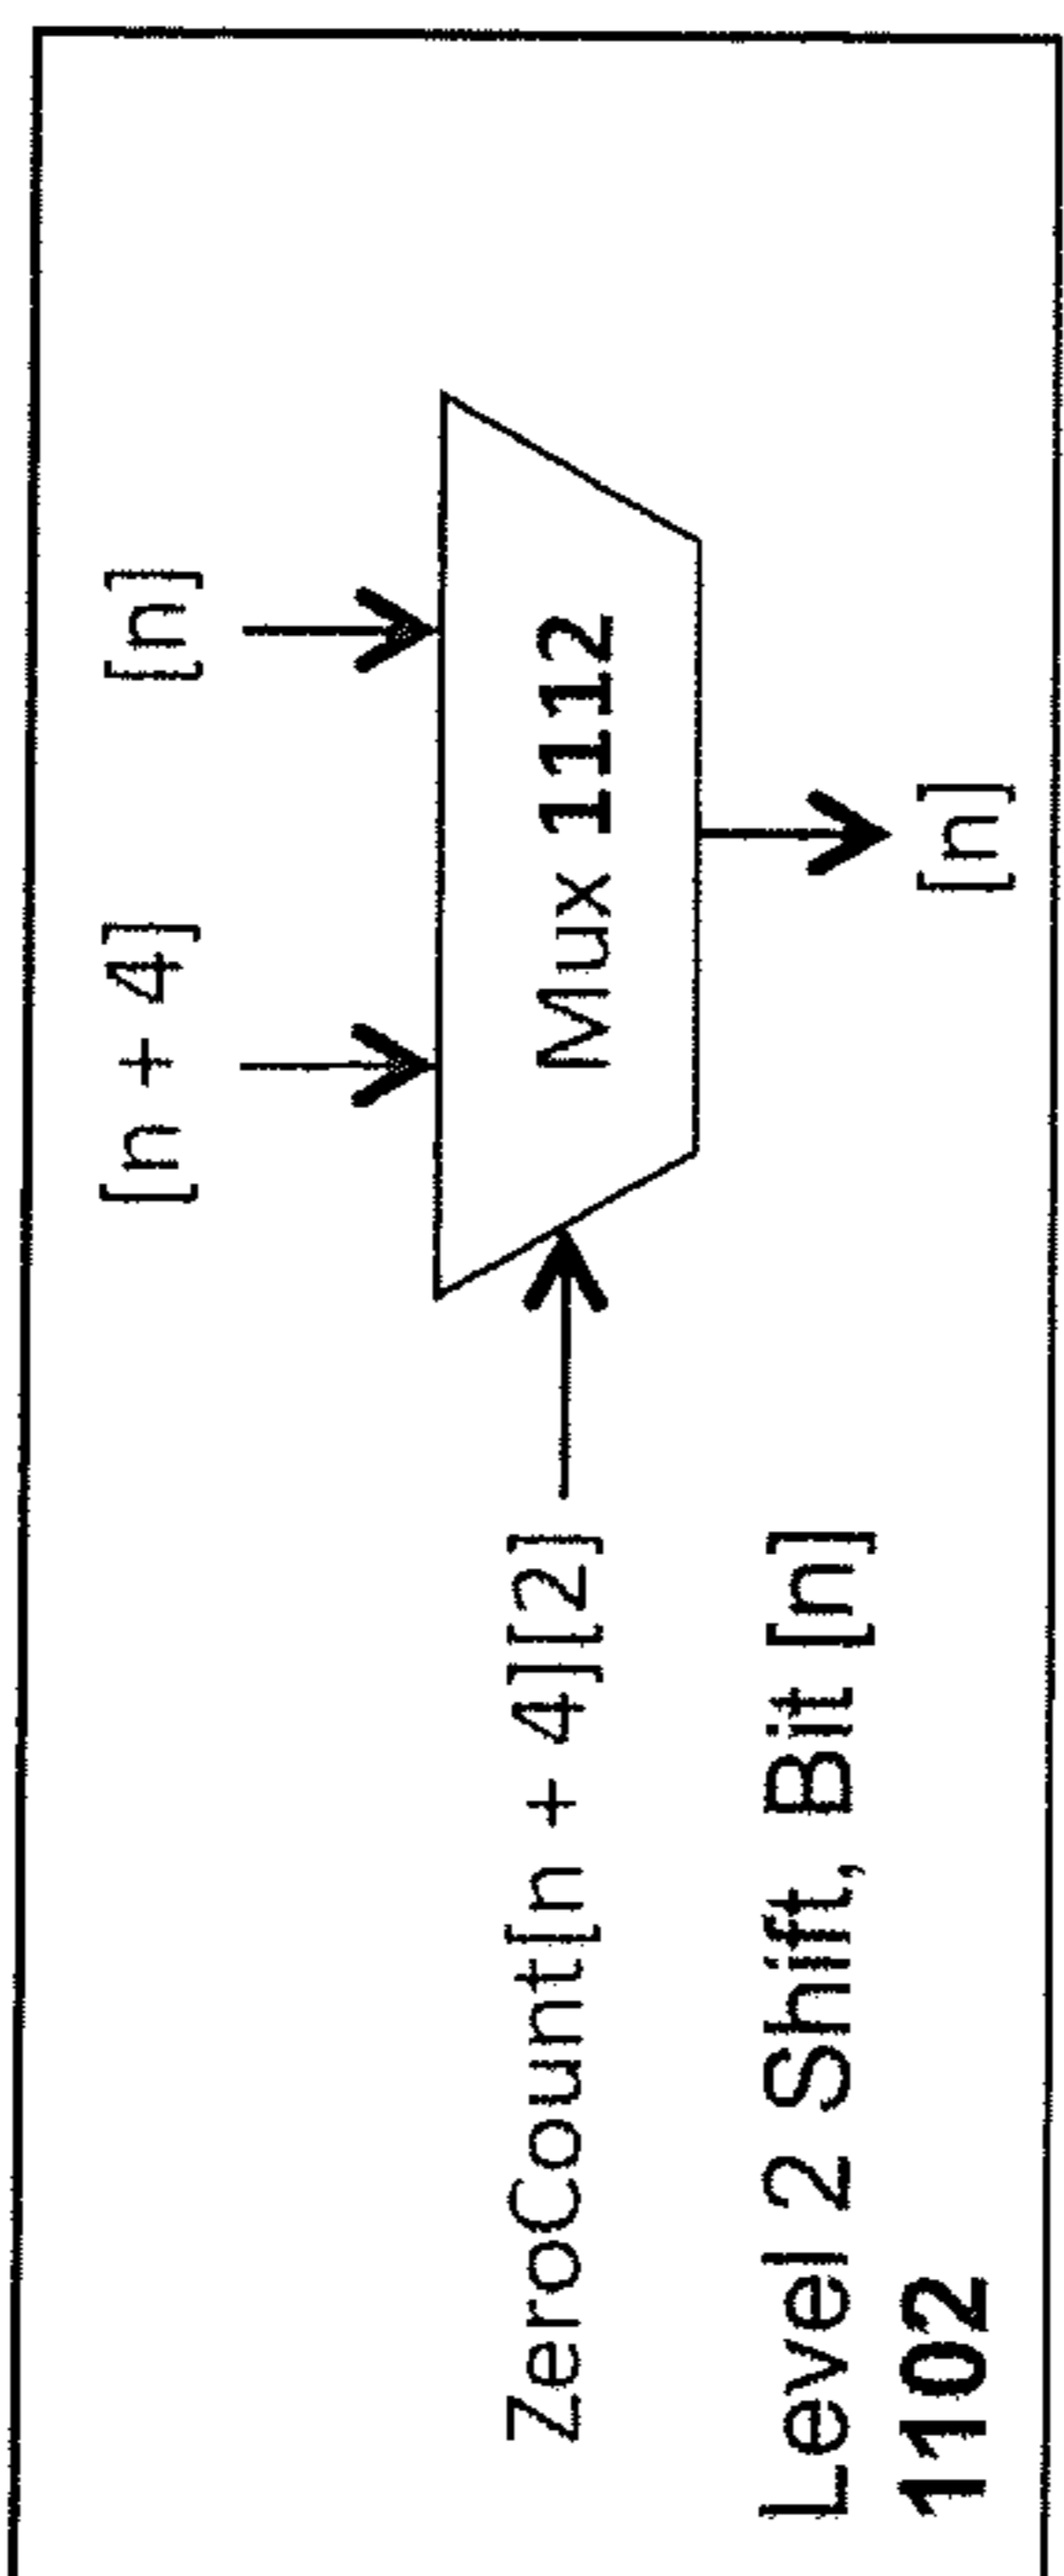 [n + 4]
[n]
ZeroCount[n + 4][2]
Mux 1112
[n]
Level 2 Shift, Bit [n]
1102